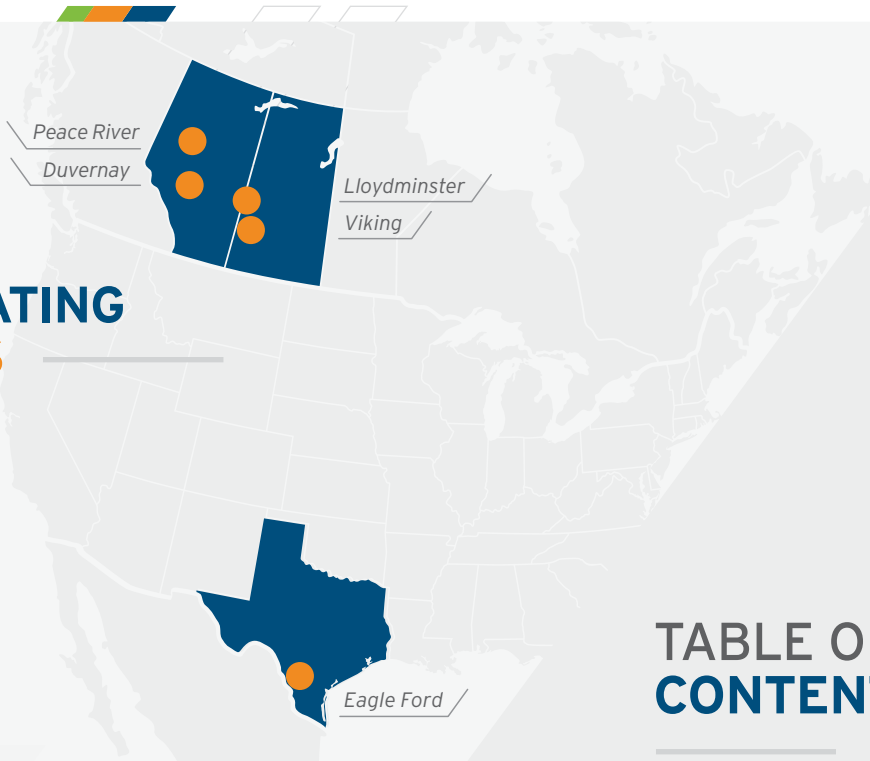 Peace River
Duvernay
Lloydminster
Viking
ATING
Eagle Ford
TABLE O
CONTEN